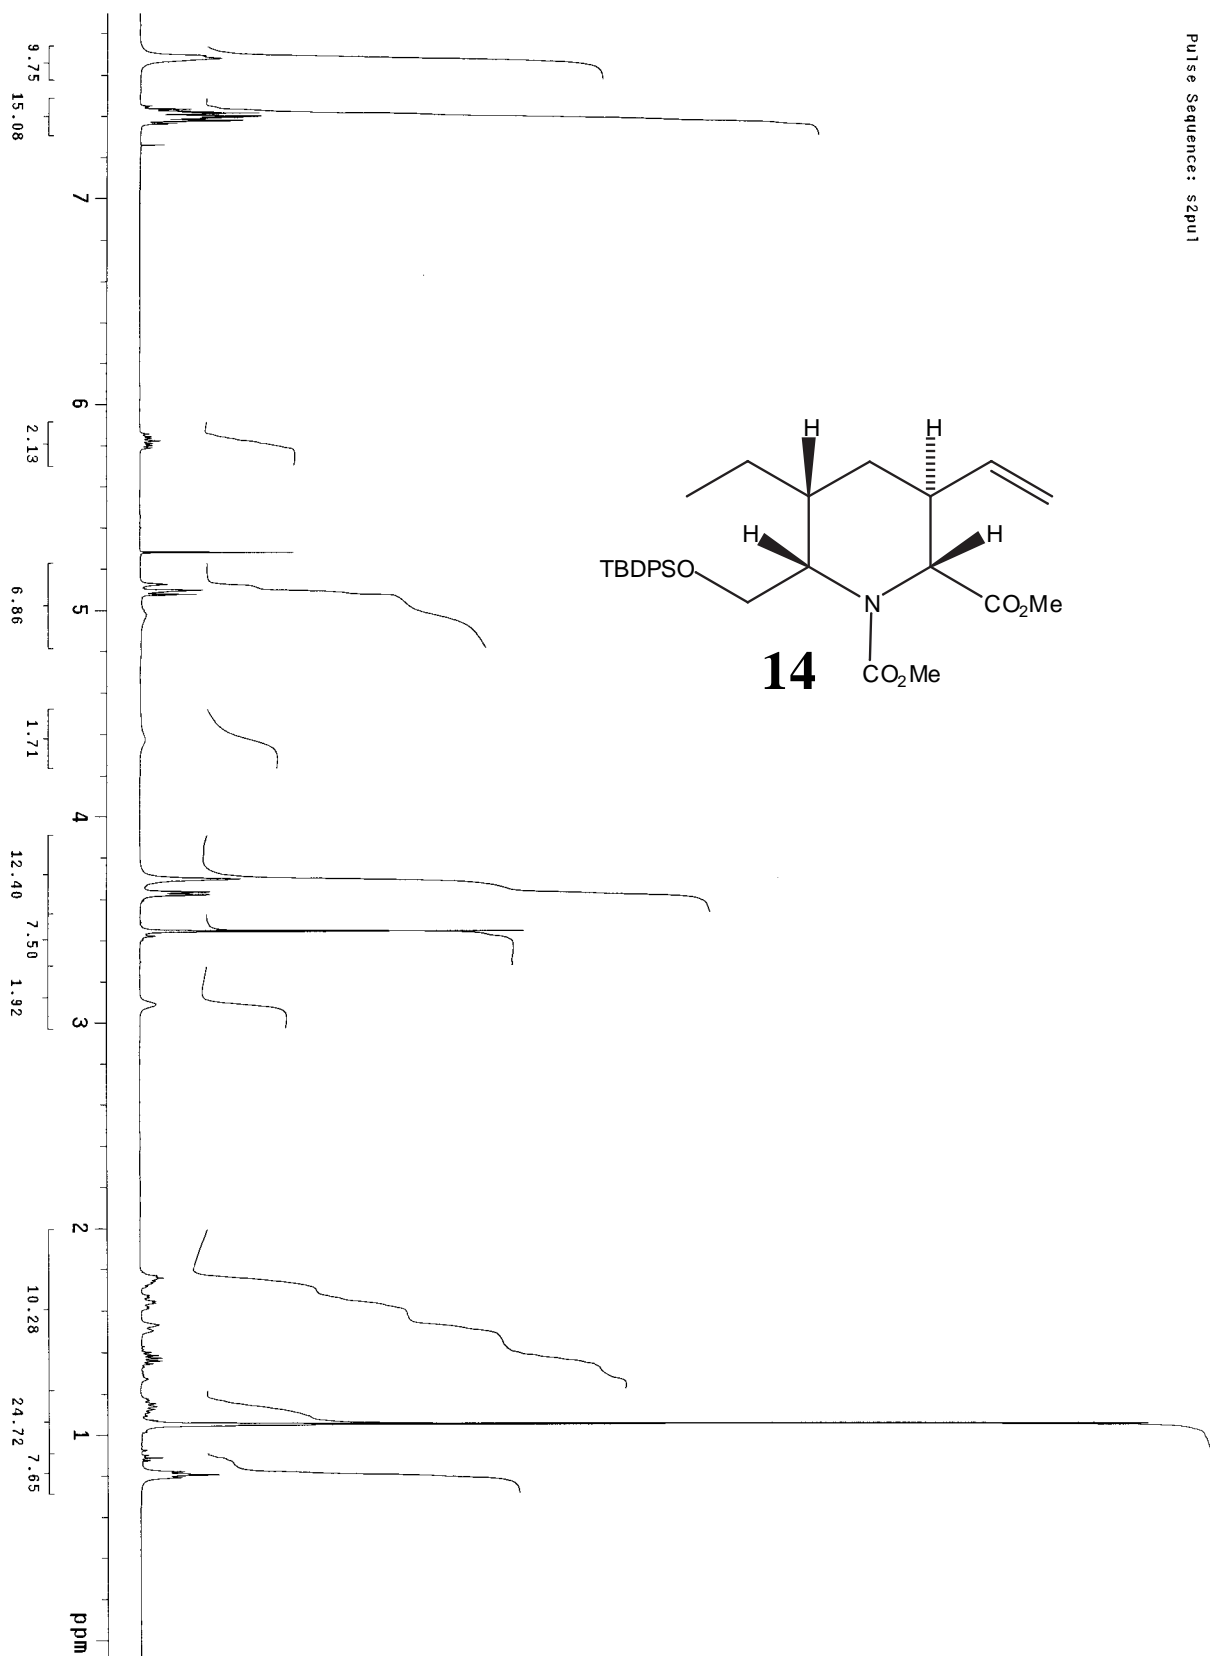 Pulse Sequence: s2pul
H
H
H
H
TBDPSO
N
CO2Me
CO2Me
14
7
6
5
4
3
2
1
ppm
9.75
15.08
2.13
6.86
1.71
12.40
7.50
1.92
10.28
24.72
7.65